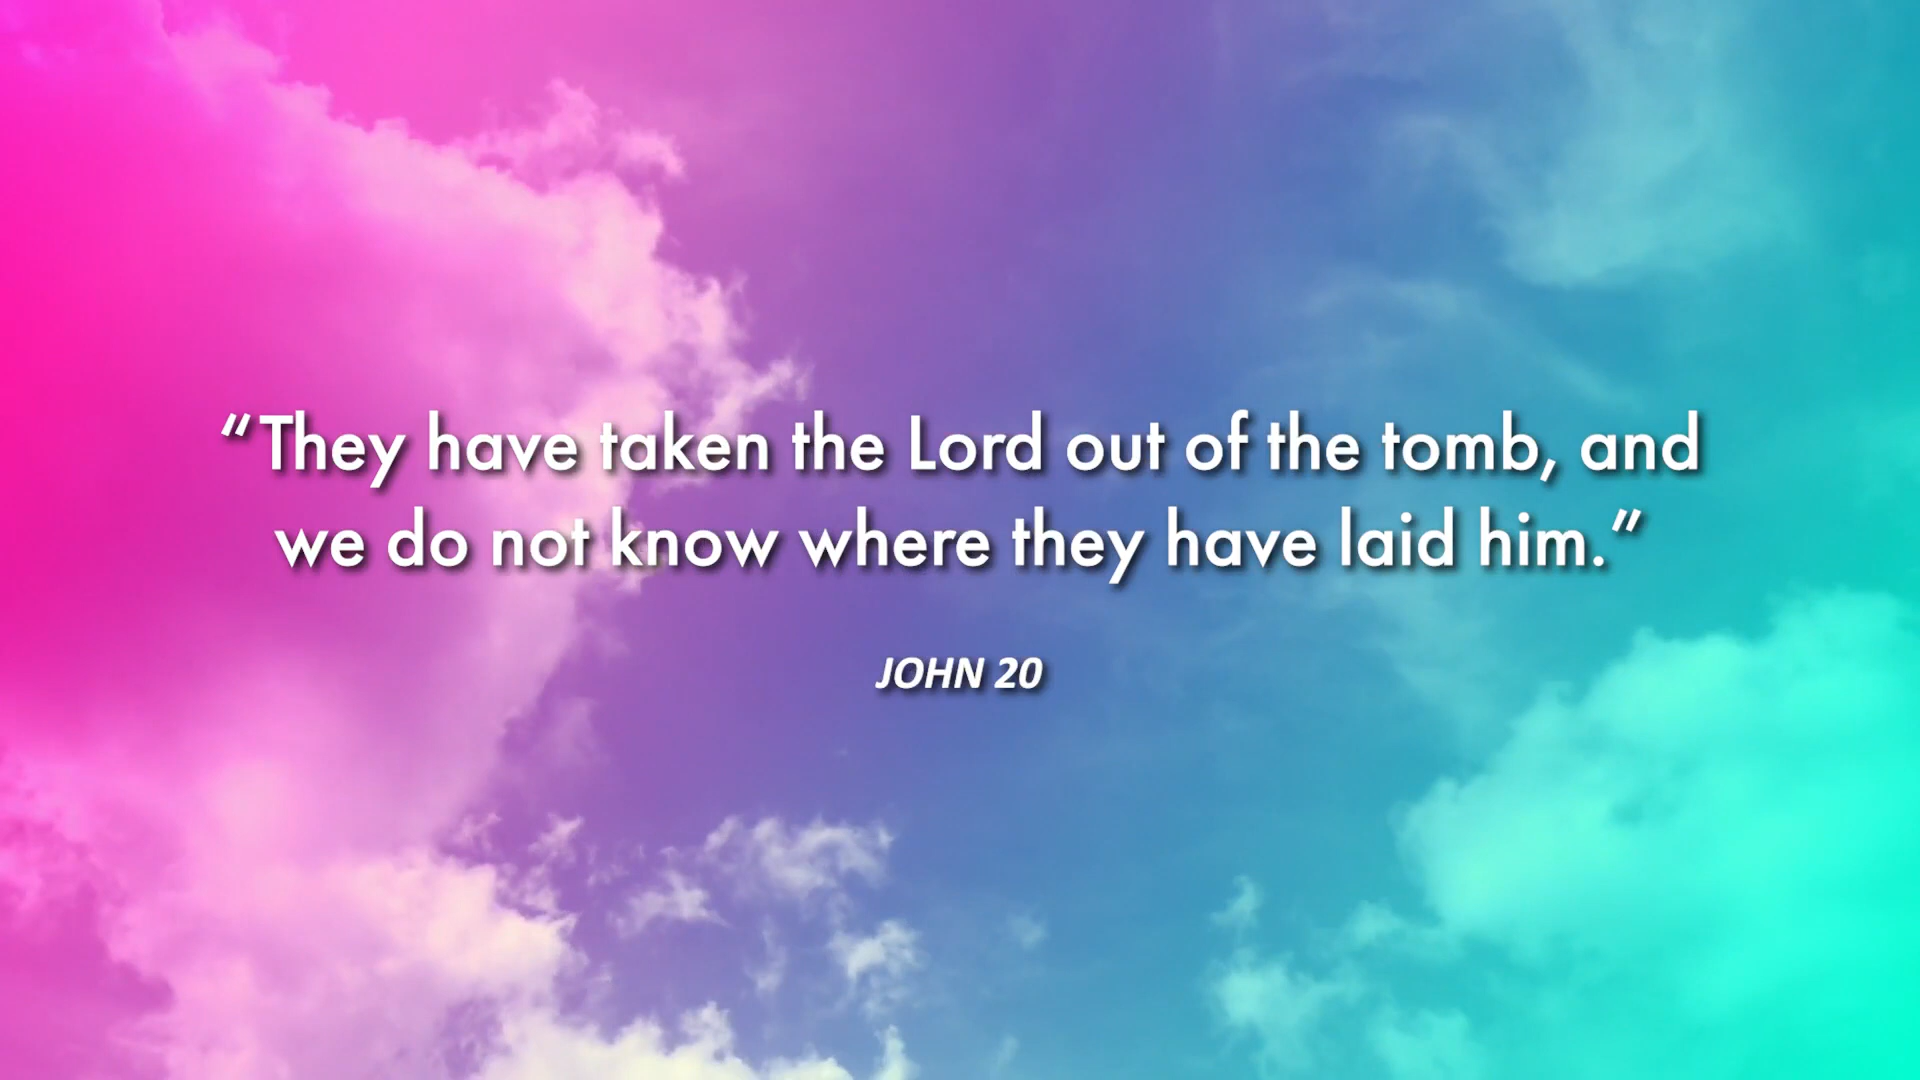 “They have taken the Lord out of the tomb, and
we do not know where they have laid him.”
JOHN 20